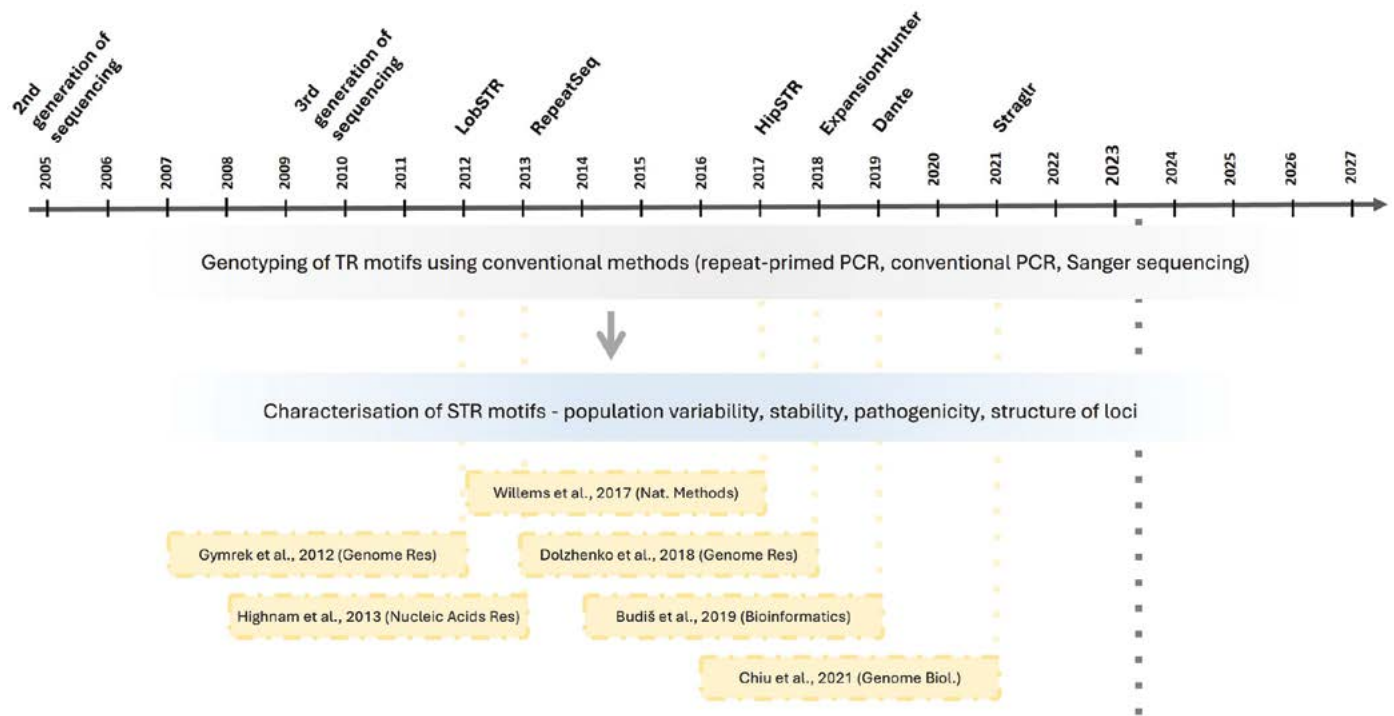 2nd
generation of
sequencing
3rd
generation of
sequencing
LobSTR
RepeatSeq
HipSTR
ExpansionHunter
Dante
Straglr
2005
2006
2007
2008
2009
2010
2011
2012
2013
2014
2015
2016
2017
2018
2019
2020
2021
2022
2023
2024
2025
2026
2027
Genotyping of TR motifs using conventional methods (repeat-primed PCR, conventional PCR, Sanger sequencing)
Characterisation of STR motifs - population variability, stability, pathogenicity, structure of loci
Willems et al., 2017 (Nat. Methods)
Gymrek et al., 2012 (Genome Res)
Dolzhenko et al., 2018 (Genome Res)
Highnam et al., 2013 (Nucleic Acids Res)
Budiš et al., 2019 (Bioinformatics)
Chiu et al., 2021 (Genome Biol.)